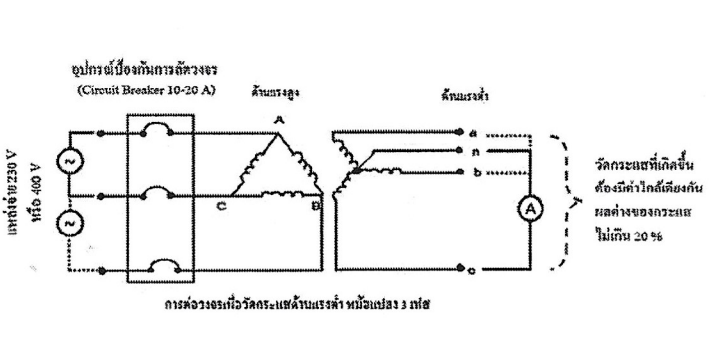 อุปกรณ์ป้องกันการลัดวงจร
(Circuit Breaker 10-20 A)
ด้านแรงสูง
ด้านแรงต่ำ
แหล่งจ่าย 230 V
หรือ 400 V
~
~
A
C
B
a
n
b
c
A
วัดกระแสที่เกิดขึ้น
ต้องมีค่าใกล้เคียงกัน
ผลต่างของกระแส
ไม่เกิน 20 %
การต่อวงจรเพื่อวัดกระแสด้านแรงต่ำ หม้อแปลง 3 เฟส